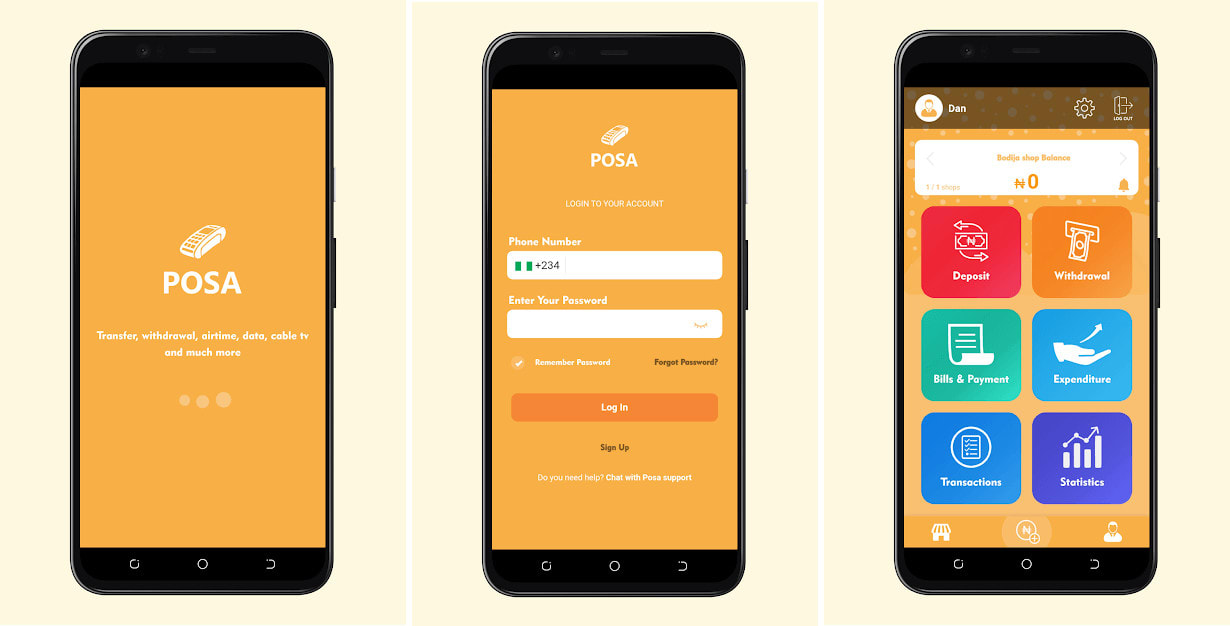 POSA
Transfer, withdrawal, airtime, data, cable tv
and much more
POSA
LOGIN TO YOUR ACCOUNT
Phone Number
+234
Enter Your Password
Remember Password
Forgot Password?
Log In
Sign Up
Do you need help? Chat with Posa support
Dan
LOG OUT
Bodija shop Balance
₦0
1 / 1 shops
Deposit
Withdrawal
Bills & Payment
Expenditure
Transactions
Statistics